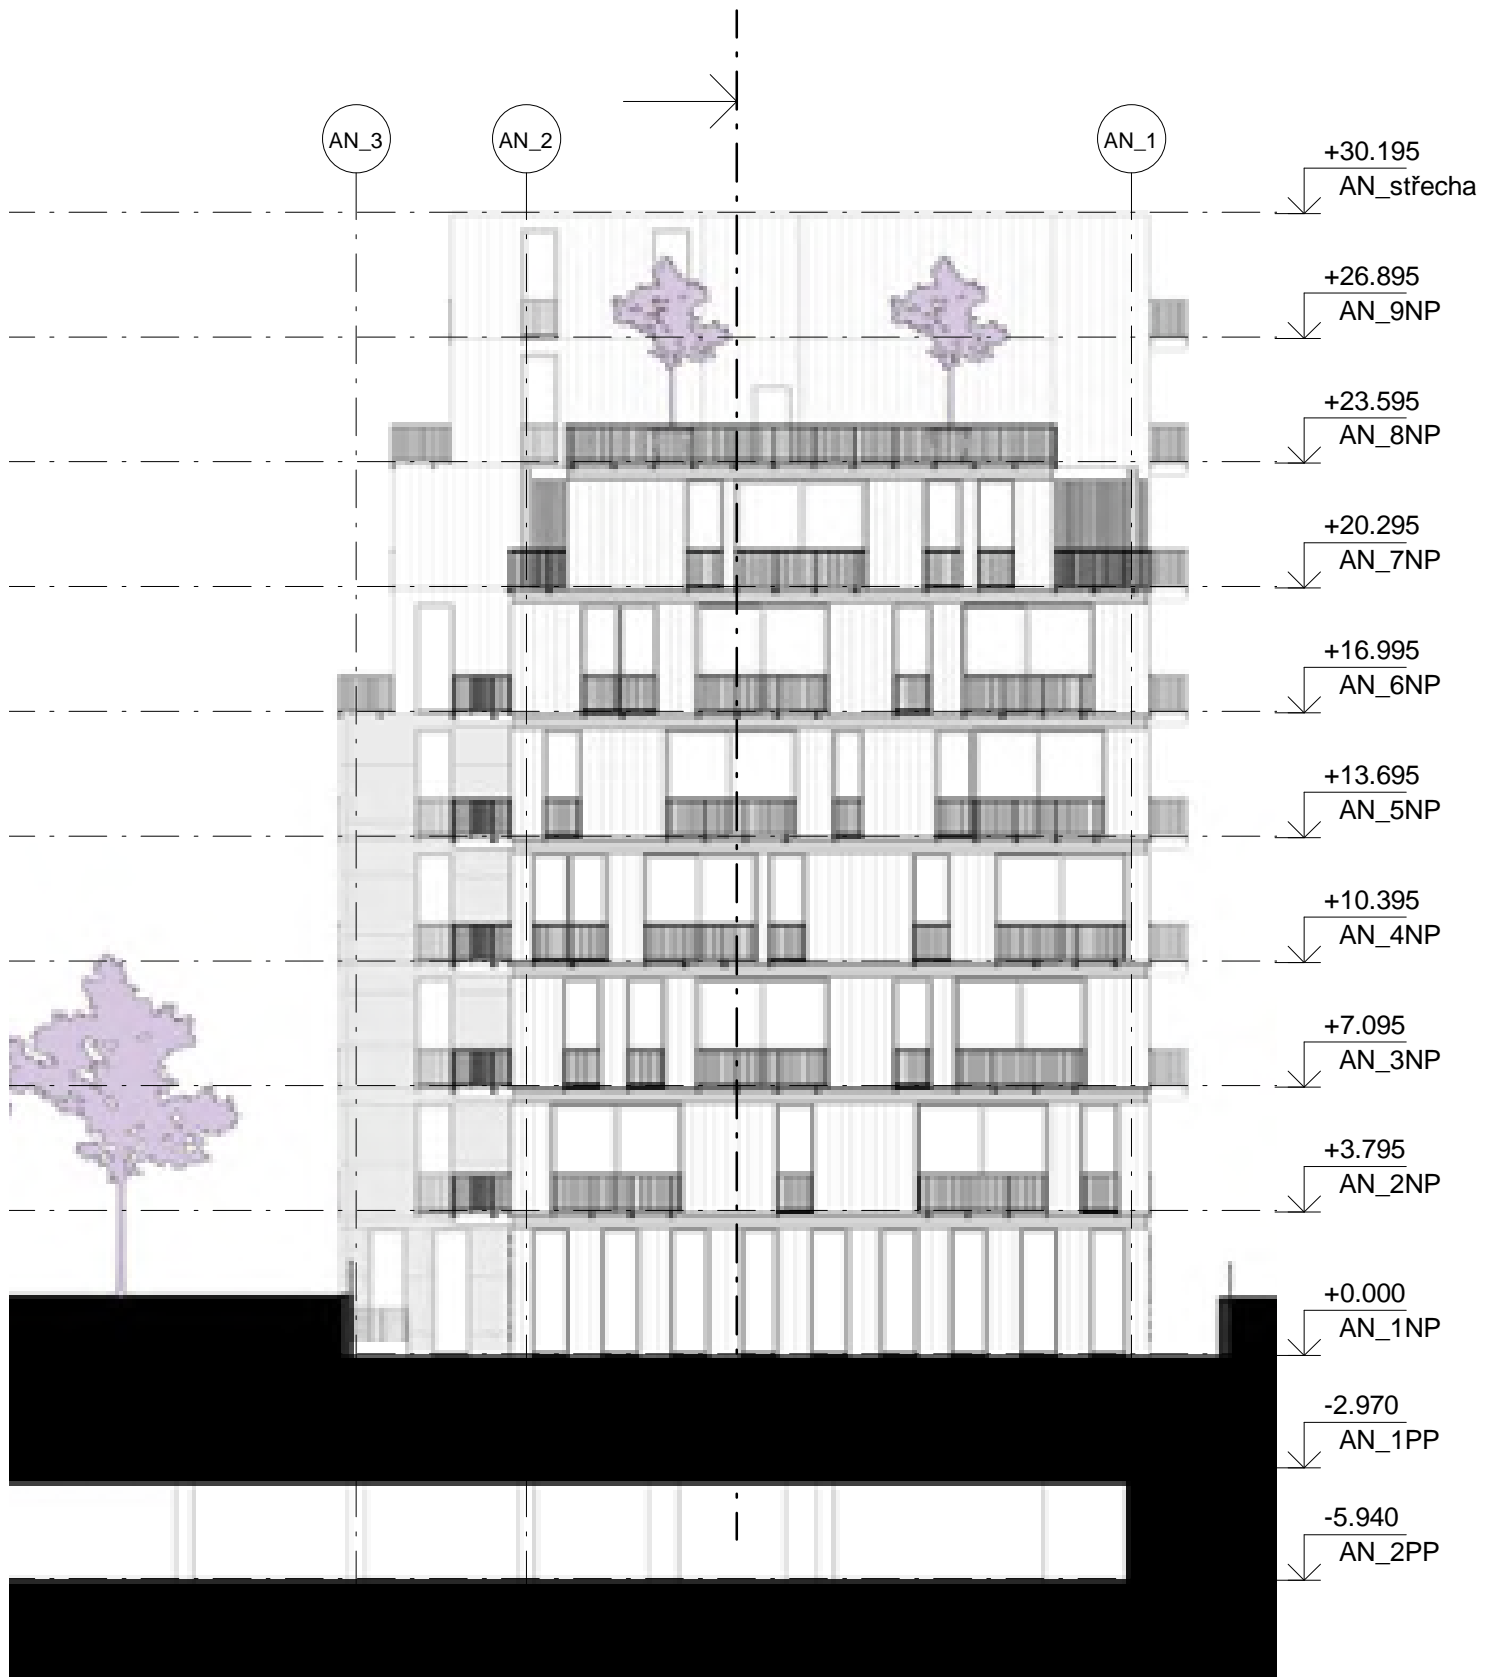 AN_3
AN_2
AN_1
+30.195
AN_střecha
+26.895
AN_9NP
+23.595
AN_8NP
+20.295
AN_7NP
+16.995
AN_6NP
+13.695
AN_5NP
+10.395
AN_4NP
+7.095
AN_3NP
+3.795
AN_2NP
+0.000
AN_1NP
-2.970
AN_1PP
-5.940
AN_2PP